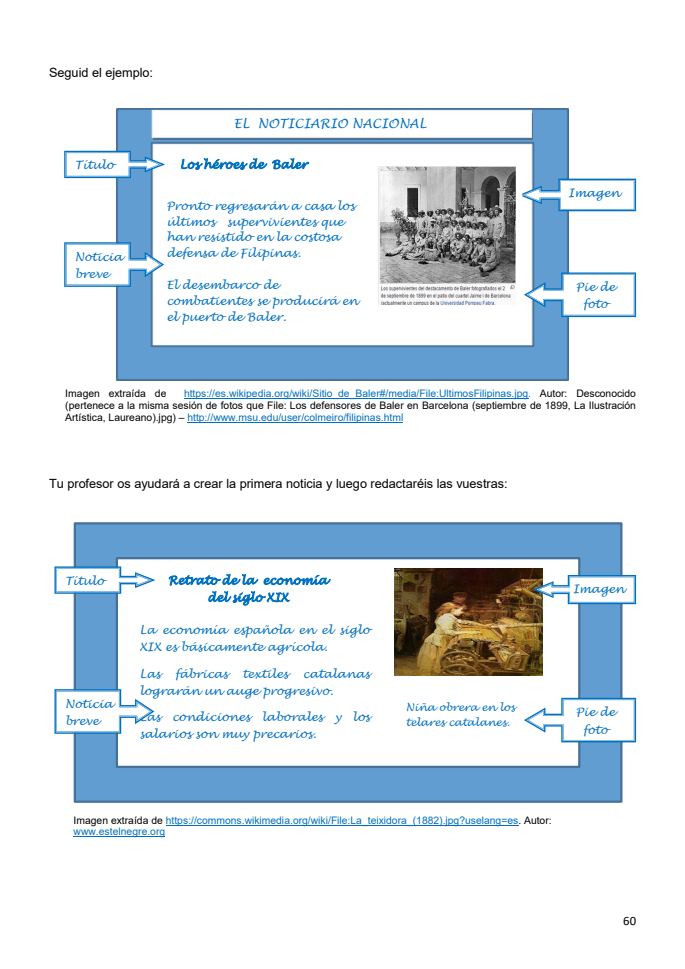 Seguid el ejemplo:
EL NOTICIARIO NACIONAL
Título
Los héroes de Baler
Pronto regresarán a casa los
últimos supervivientes que
han resistido en la costosa
defensa de Filipinas.
Noticia
breve
El desembarco de
combatientes se producirá en
el puerto de Baler.
Imagen
Los supervivientes del destacamento de Baler fotografiados el 2
de septiembre de 1899 en el patio del cuartel Jaime I de Barcelona
(actualmente un campus de la Universidad Pompeu Fabra.
Pie de
foto
Imagen extraída de https://es.wikipedia.org/wiki/Sitio_de_Baler#/media/File:UltimosFilipinas.jpg. Autor: Desconocido
(pertenece a la misma sesión de fotos que File: Los defensores de Baler en Barcelona (septiembre de 1899, La Ilustración
Artística, Laureano).jpg) – http://www.msu.edu/user/colmeiro/filipinas.html
Tu profesor os ayudará a crear la primera noticia y luego redactaréis las vuestras:
Título
Retrato de la economía
del siglo XIX
La economía española en el siglo
XIX es básicamente agrícola.
Las fábricas textiles catalanas
lograrán un auge progresivo.
Noticia
breve
Las condiciones laborales y los
salarios son muy precarios.
Imagen
Niña obrera en los
telares catalanes.
Pie de
foto
Imagen extraída de https://commons.wikimedia.org/wiki/File:La_teixidora_(1882).jpg?uselang=es. Autor:
www.estelnegre.org
60